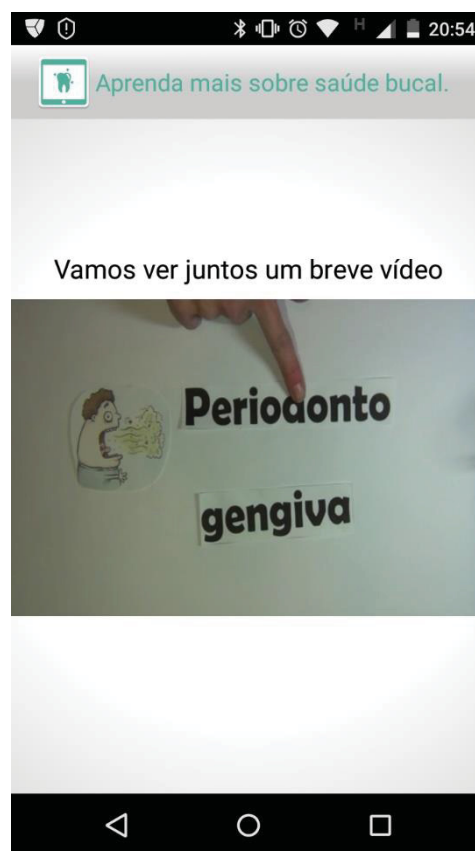 H
20:54
Aprenda mais sobre saúde bucal.
Vamos ver juntos um breve vídeo
Periodonto
gengiva